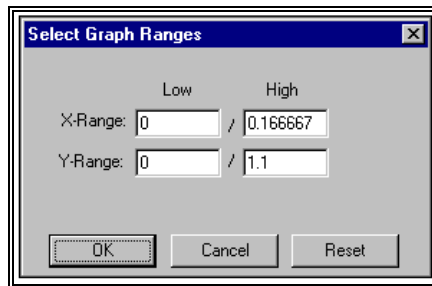 Select Graph Ranges
Low High
X-Range: 0 / 0.166667
Y-Range: 0 / 1.1
OK Cancel Reset